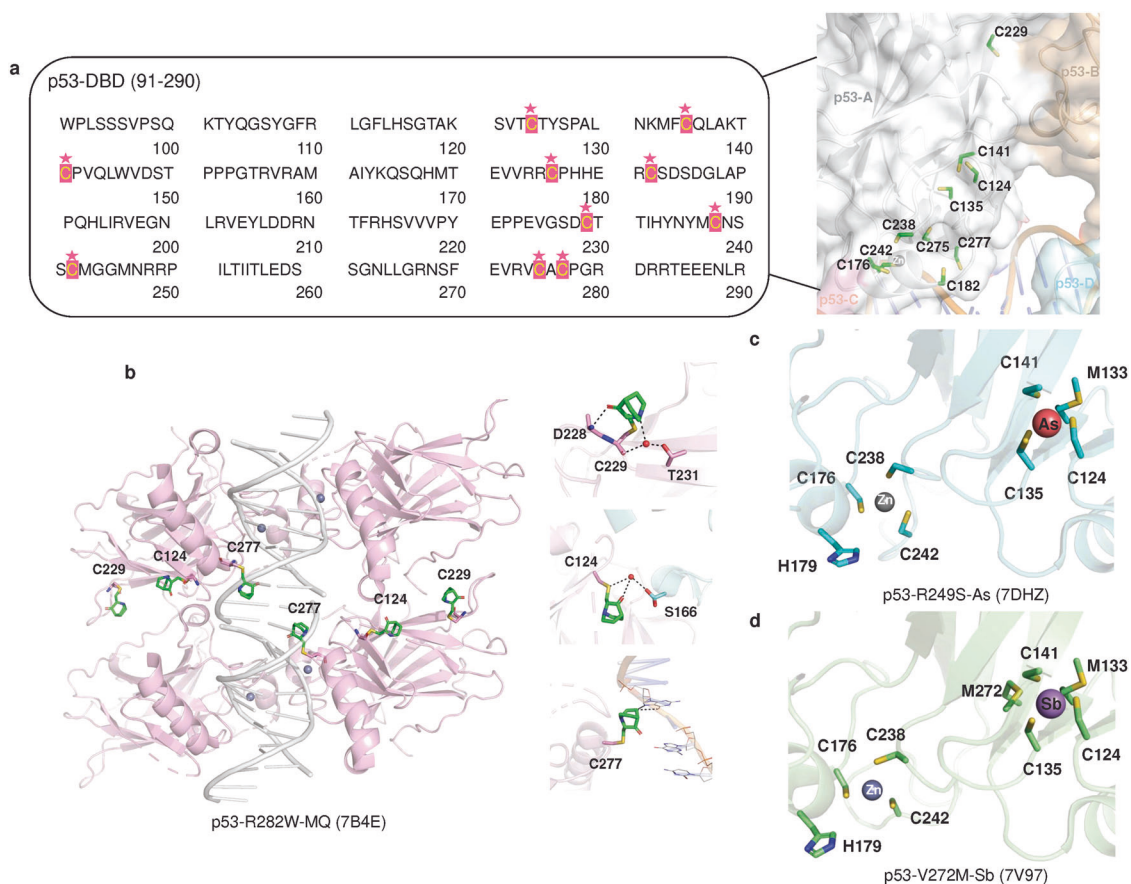 a
p53-DBD (91-290)
WPLSSSVPSQ KTYQGSYGFR LGFLHSGTAK SVTCTYSPAL NKMFCQLAKT
100 110 120 130 140
CPVQLWVDST PPPGTRVRAM AIYKQSQHMT EVVRRCPHHE RCSDSDGLAP
150 160 170 180 190
PQHLIRVEGN LRVEYLDDRN TFRHSVVVPY EPPEVGSDCT TIHYNYMCNS
200 210 220 230 240
SCMGGMNRRP ILTIITLEDS SGNLLGRNSF EVRVCACPGR DRRTEEENLR
250 260 270 280 290
C229
p53-B
p53-A
C141
C124
C135
C238
C242 C275 C277
C176 Zn
C182
p53-C p53-D
b
C229 C124 C277
C277 C124 C229
p53-R282W-MQ (7B4E)
D228
C229 T231
C124
S166
C277
c
C141 M133
As
C238
C176
Zn
C135 C124
C242
H179
p53-R249S-As (7DHZ)
d
C141 M133
M272
Sb
C176 C238
C135 C124
Zn
C242
H179
p53-V272M-Sb (7V97)